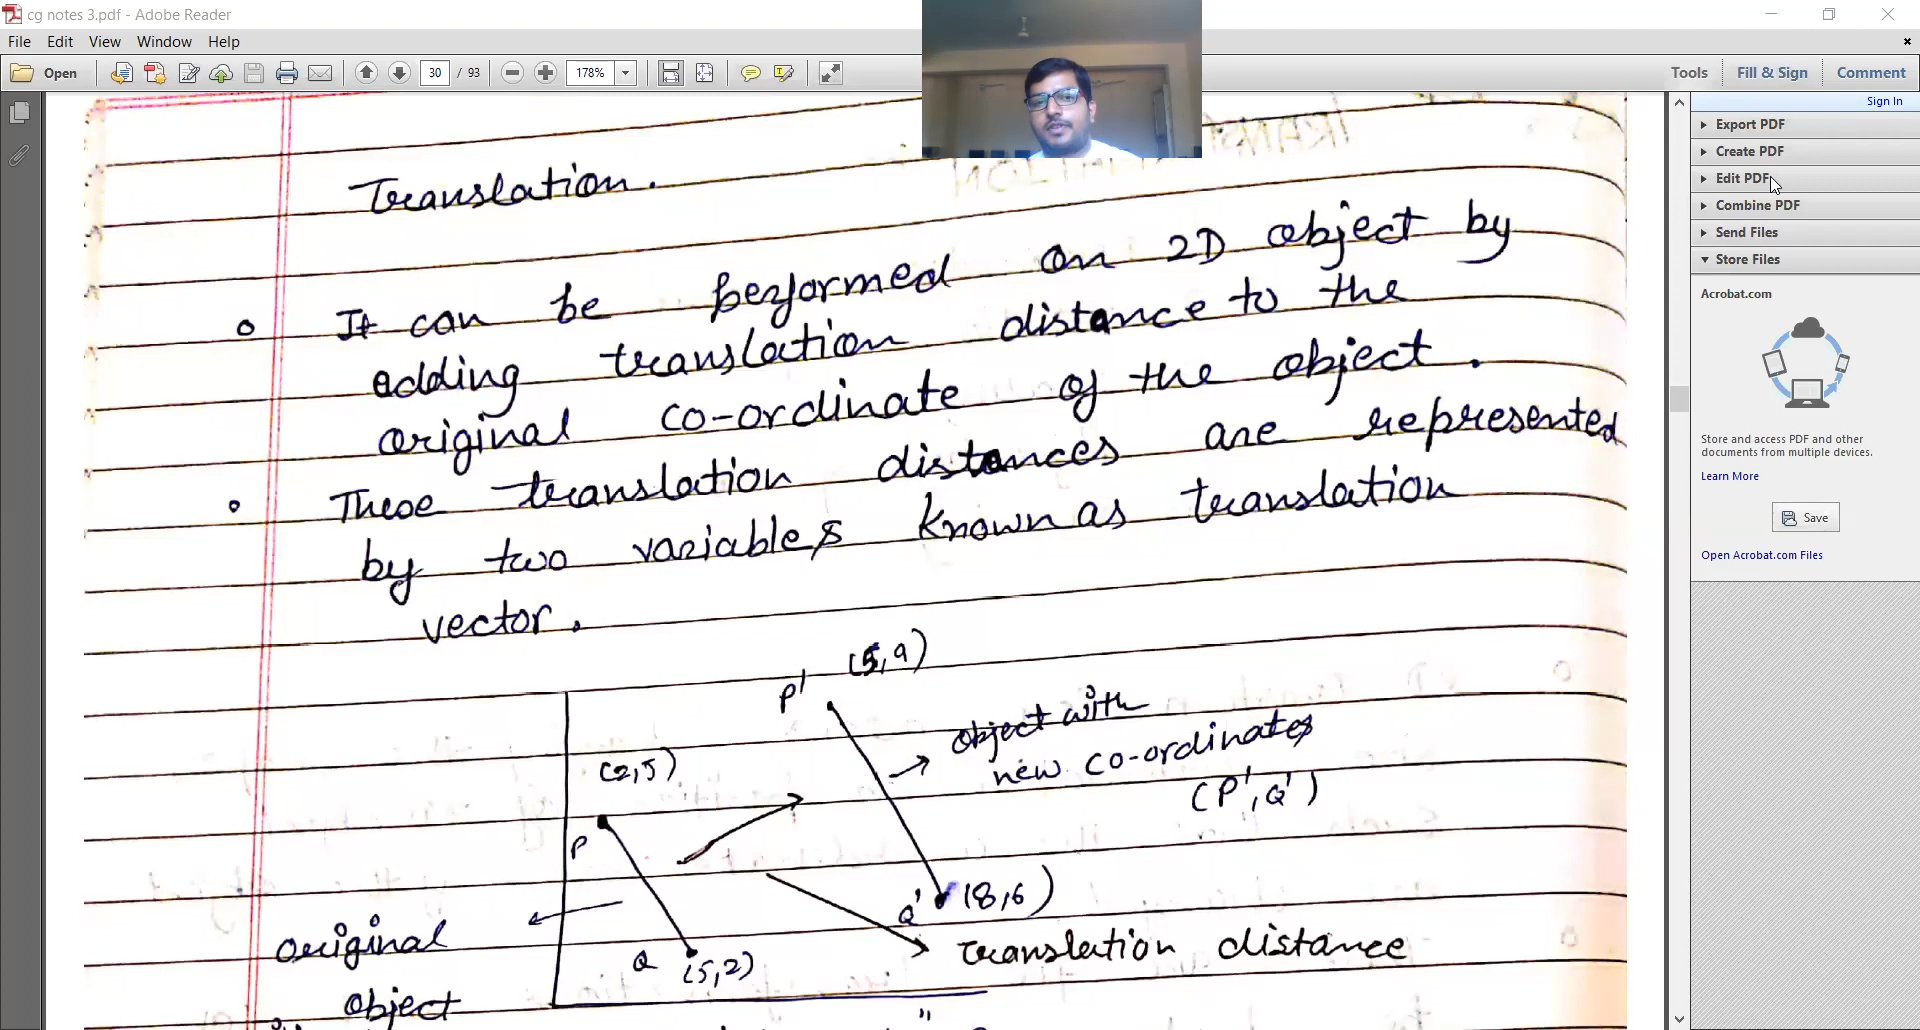 cg notes 3.pdf - Adobe Reader
File Edit View Window Help
Open 30 / 93 178% Tools Fill & Sign Comment
Sign In
Export PDF
Create PDF
Edit PDF
Combine PDF
Send Files
Store Files
Acrobat.com
Store and access PDF and other
documents from multiple devices.
Learn More
Save
Open Acrobat.com Files
Translation.
It can be performed on 2D object by
adding translation distance to the
original co-ordinate of the object.
These translation distances are represented
by two variables known as translation
vector.
P' (5,9)
object with
new co-ordinates
(P', Q')
(2,5)
P
Q' (8,6)
Translation distance
Q (5,2)
original
object